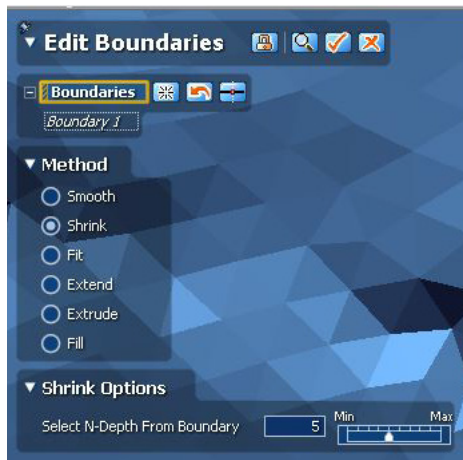 Edit Boundaries
Boundaries
Boundary 1
Method
Smooth
Shrink
Fit
Extend
Extrude
Fill
Shrink Options
Select N-Depth From Boundary 5 Min Max